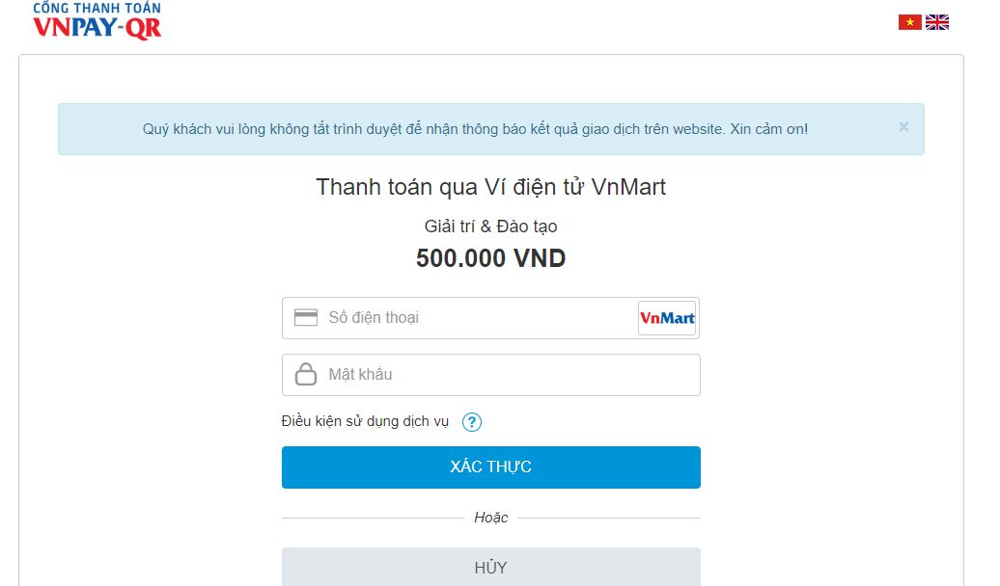 CỔNG THANH TOÁN
VNPAY-QR
Quý khách vui lòng không tắt trình duyệt để nhận thông báo kết quả giao dịch trên website. Xin cảm ơn!
×
Thanh toán qua Ví điện tử VnMart
Giải trí & Đào tạo
500.000 VND
Số điện thoại
VnMart
Mật khẩu
Điều kiện sử dụng dịch vụ ?
XÁC THỰC
Hoặc
HỦY